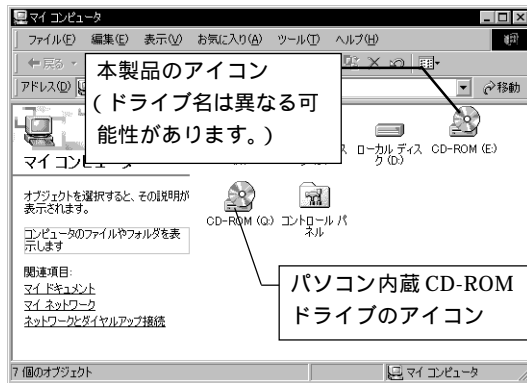 マイ コンピュータ
ファイル(F) 編集(E) 表示(V) お気に入り(A) ツール(T) ヘルプ(H)
戻る
アドレス(D)
移動
本製品のアイコン
(ドライブ名は異なる可
能性があります。)
マイ コンピュータ
ローカル ディス
ク (D:)
CD-ROM (E:)
オブジェクトを選択すると、その説明が
表示されます。
コンピュータのファイルやフォルダを表
示します
関連項目:
マイ ドキュメント
マイ ネットワーク
ネットワークとダイヤルアップ接続
CD-ROM (Q:)
コントロール パ
ネル
パソコン内蔵 CD-ROM
ドライブのアイコン
7 個のオブジェクト
マイ コンピュータ